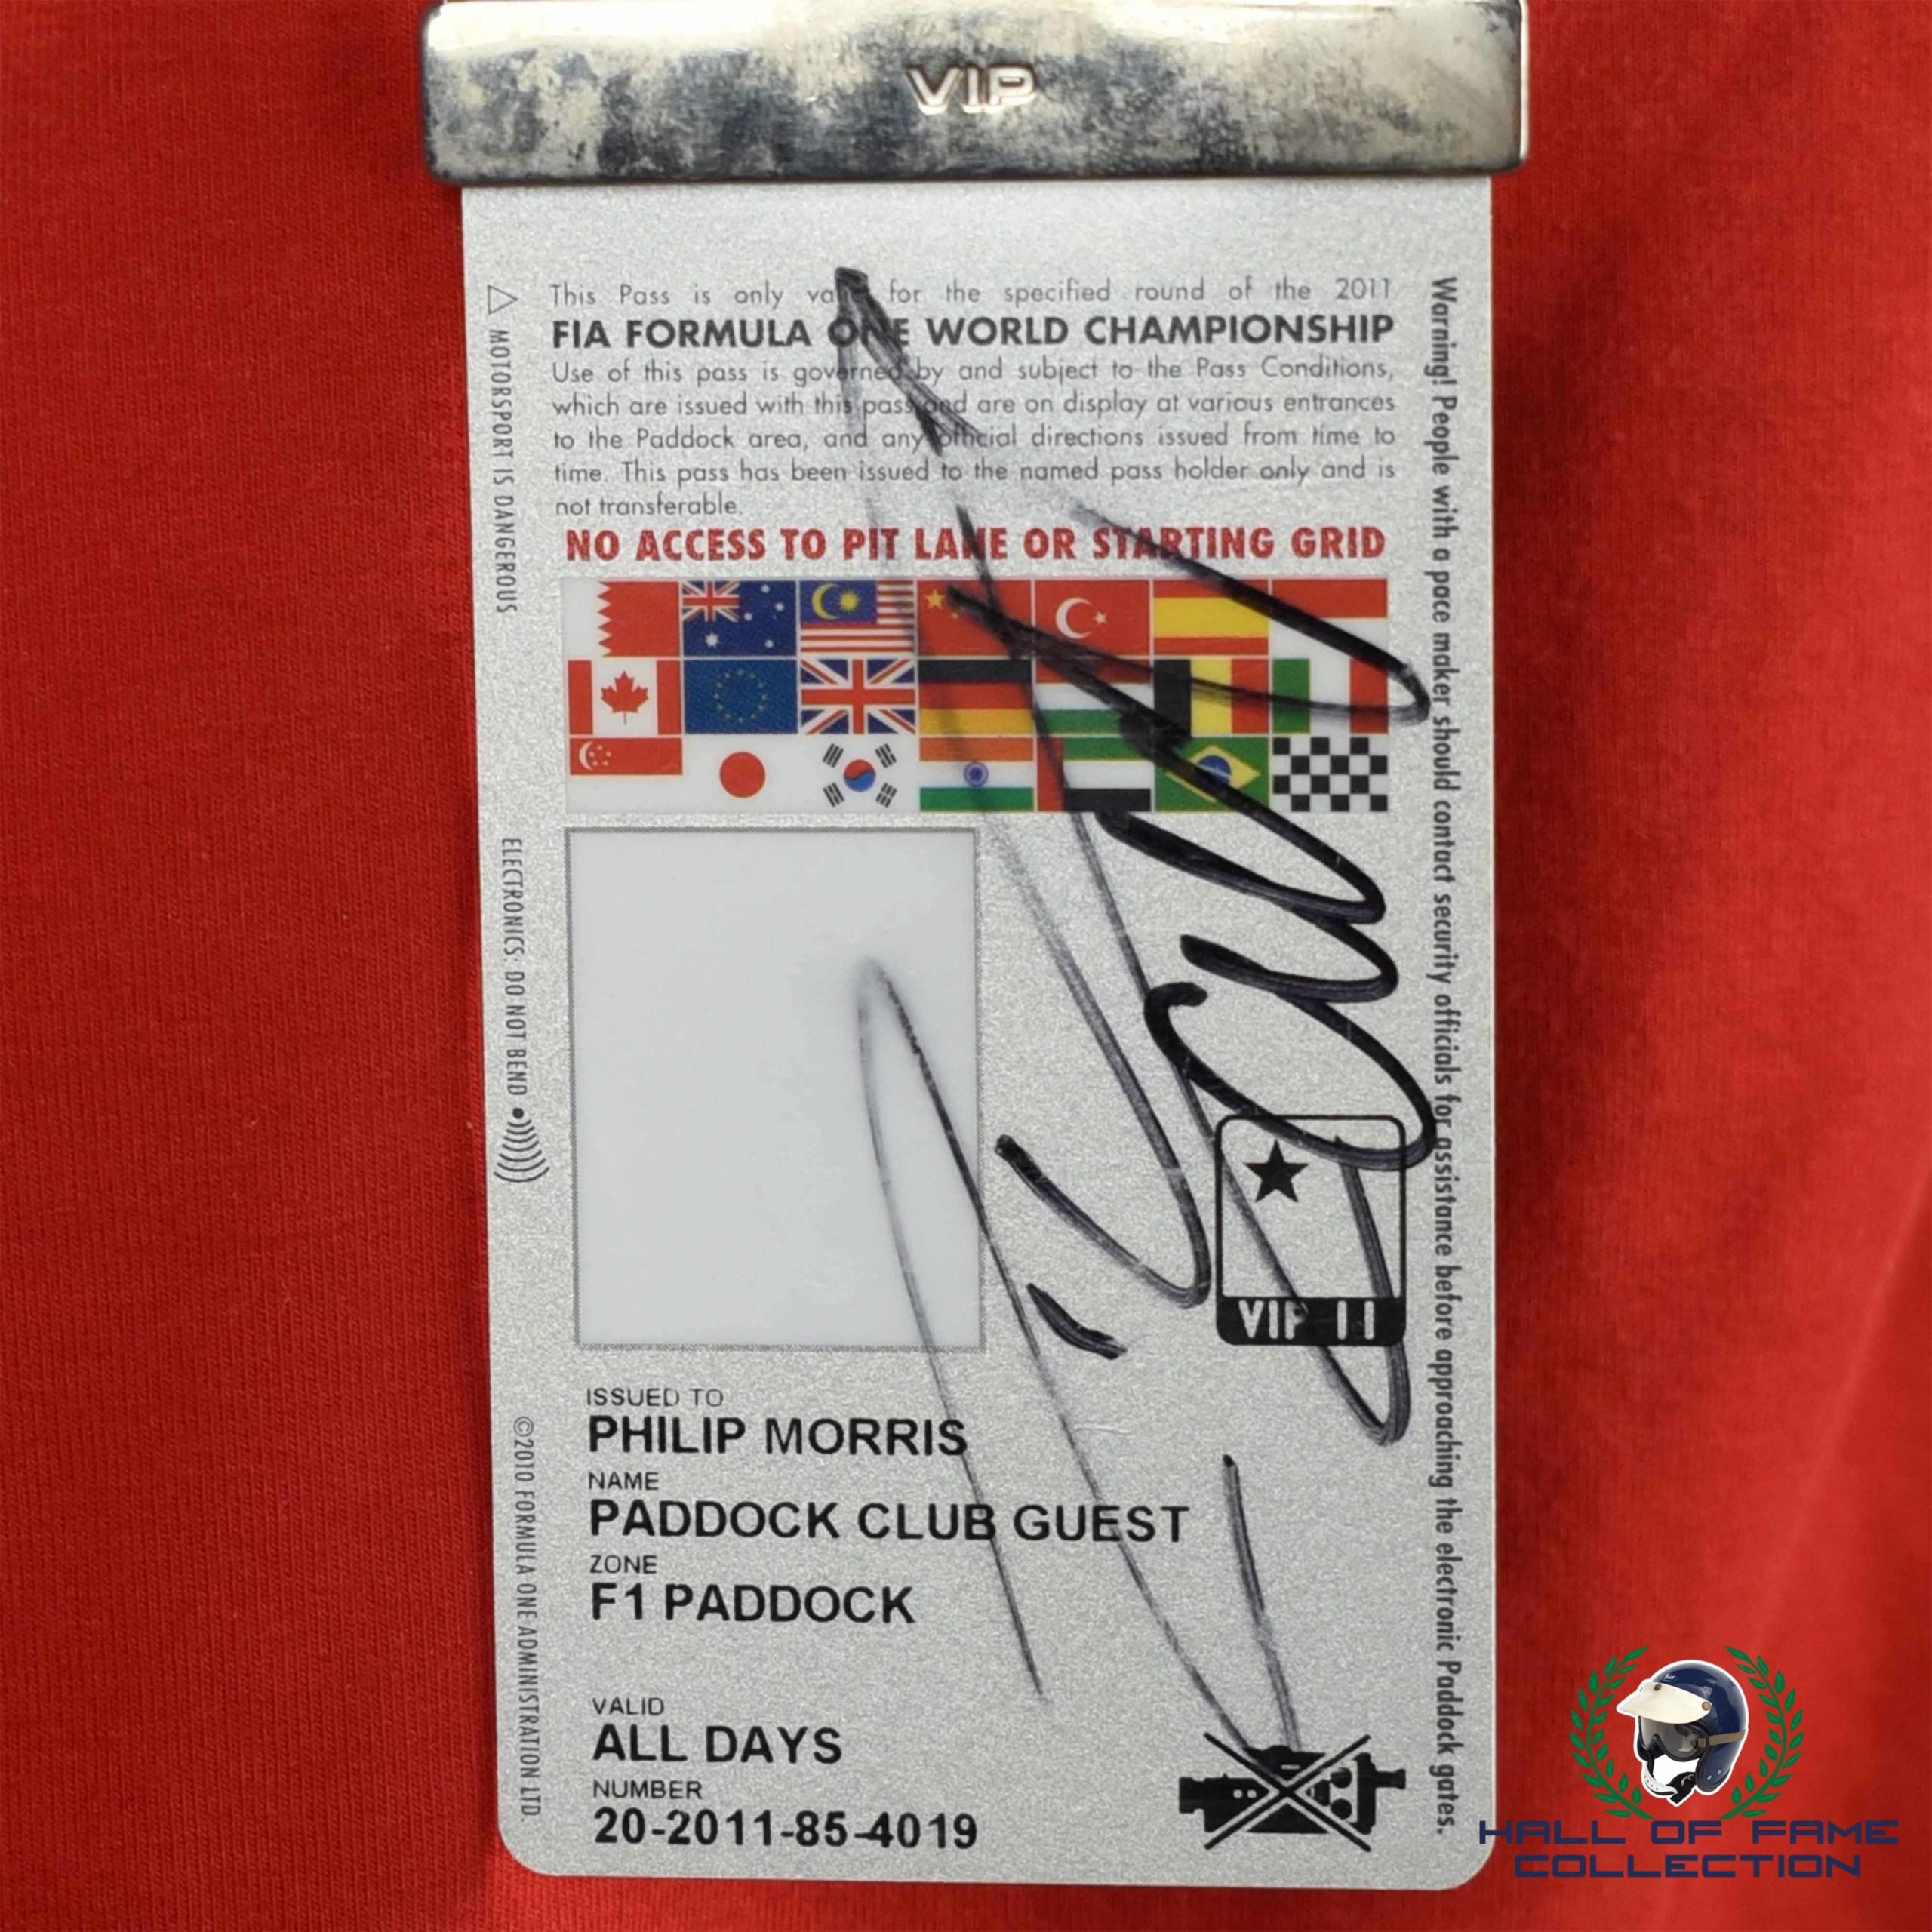 VIP
This Pass is only valid for the specified round of the 2011
FIA FORMULA ONE WORLD CHAMPIONSHIP
Use of this pass is governed by and subject to the Pass Conditions,
which are issued with this pass and are on display at various entrances
to the Paddock area, and any official directions issued from time to
time. This pass has been issued to the named pass holder only and is
not transferable.
NO ACCESS TO PIT LANE OR STARTING GRID
MOTORSPORT IS DANGEROUS
ELECTRONICS: DO NOT BEND
©2010 FORMULA ONE ADMINISTRATION LTD.
Warning! People with a pace maker should contact security officials for assistance before approaching the electronic Paddock gates.
VIP 11
ISSUED TO
PHILIP MORRIS
NAME
PADDOCK CLUB GUEST
ZONE
F1 PADDOCK
VALID
ALL DAYS
NUMBER
20-2011-85-4019
HALL OF FAME
COLLECTION